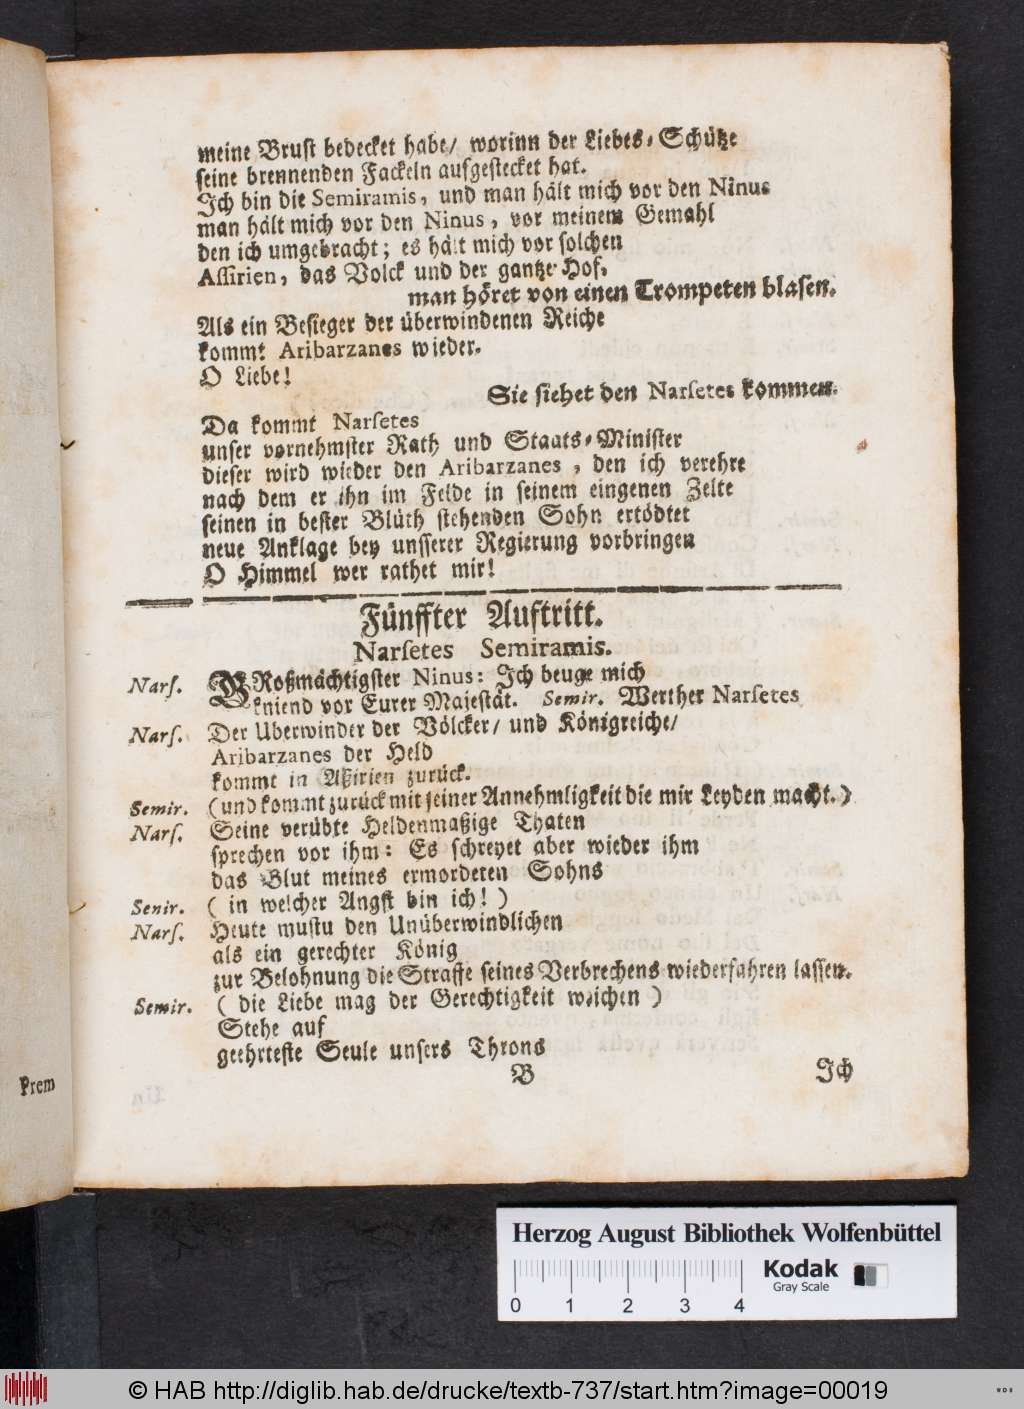 meine Brust bedecket habe/ worinn der Liebes-Schütze
seine brennenden Fackeln ausgestecket hat.
Ich bin die Semiramis, und man hält mich vor den Ninus
man hält mich vor den Ninus, vor meinem Gemahl
den ich umgebracht; es hält mich vor solchen
Assirien, das Volck und der gantze Hof.
man höret von einen Trompeten blasen.
Als ein Besieger der überwindenen Reiche
kommt Aribarzanes wieder.
O Liebe!
Sie siehet den Narsetes kommen.
Da kommt Narsetes
unser vornehmster Rath und Staats-Minister
dieser wird wieder den Aribarzanes, den ich verehre
nach dem er ihn im Felde in seinem eingenen Zelte
seinen in bester Blüth stehenden Sohn ertödtet
neue Anklage bey unsserer Regierung vorbringen
O Himmel wer rathet mir!
Fünffter Auftritt.
Narsetes Semiramis.
Nars. GRoßmächtigster Ninus: Ich beuge mich
kniend vor Eurer Majestät. Semir. Werther Narsetes
Nars. Der Uberwinder der Völcker/ und Königreiche/
Aribarzanes der Held
kommt in Aßirien zurück.
Semir. (und kommt zurück mit seiner Annehmligkeit die mir Leyden macht.)
Nars. Seine verübte Heldenmaßige Thaten
sprechen vor ihm: Es schreyet aber wieder ihm
das Blut meines ermordeten Sohns
Senir. (in welcher Angst bin ich!)
Nars. Heute mustu den Unüberwindlichen
als ein gerechter König
zur Belohnung die Straffe seines Verbrechens wiederfahren lassen.
Semir. (die Liebe mag der Gerechtigkeit weichen)
Stehe auf
geehrteste Seule unsers Throns
B Ich
Prem
Herzog August Bibliothek Wolfenbüttel
Kodak
Gray Scale
0 1 2 3 4
© HAB http://diglib.hab.de/drucke/textb-737/start.htm?image=00019